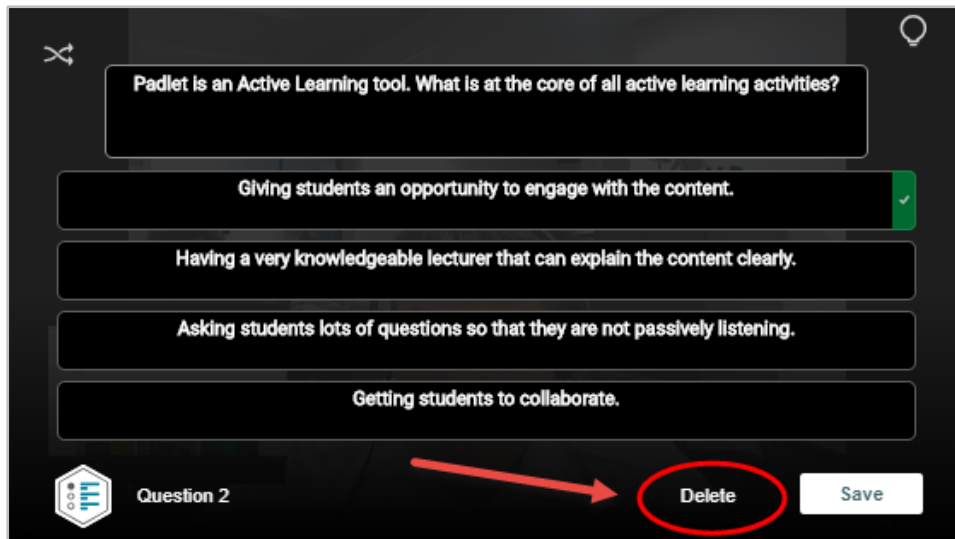 Padlet is an Active Learning tool. What is at the core of all active learning activities?
Giving students an opportunity to engage with the content.
Having a very knowledgeable lecturer that can explain the content clearly.
Asking students lots of questions so that they are not passively listening.
Getting students to collaborate.
Question 2
Delete
Save